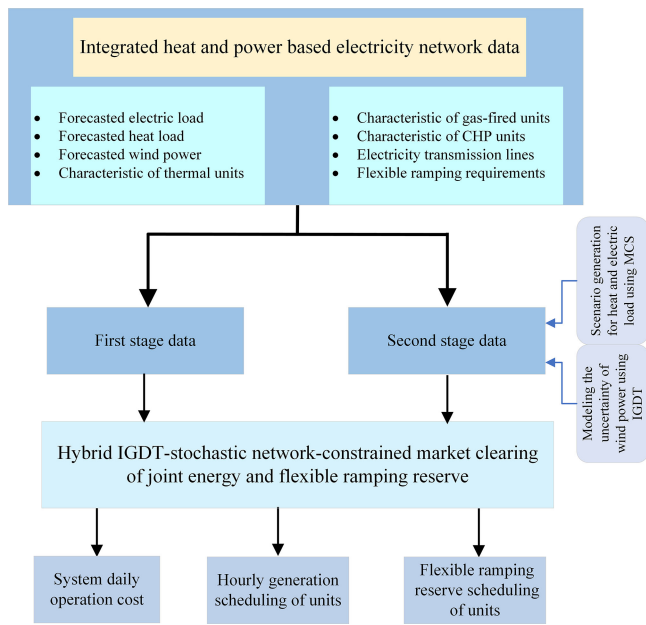 Integrated heat and power based electricity network data
• Forecasted electric load
• Forecasted heat load
• Forecasted wind power
• Characteristic of thermal units
• Characteristic of gas-fired units
• Characteristic of CHP units
• Electricity transmission lines
• Flexible ramping requirements
Scenario generation
for heat and electric
load using MCS
First stage data
Second stage data
Modeling the
uncertainty of
wind power using
IGDT
Hybrid IGDT-stochastic network-constrained market clearing
of joint energy and flexible ramping reserve
System daily
operation cost
Hourly generation
scheduling of units
Flexible ramping
reserve scheduling
of units